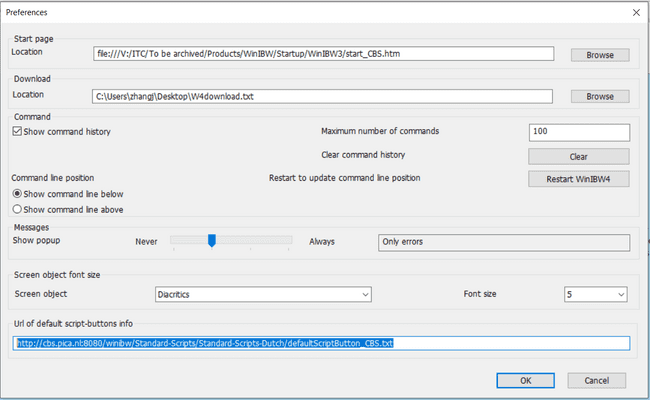 Preferences
Start page
Location file:///V:/ITC/To be archived/Products/WinIBW/Startup/WinIBW3/start_CBS.htm Browse
Download
Location C:\Users\zhangj\Desktop\W4download.txt Browse
Command
Show command history Maximum number of commands 100
Clear command history Clear
Command line position Restart to update command line position Restart WinIBW4
Show command line below
Show command line above
Messages
Show popup Never Always Only errors
Screen object font size
Screen object Diacritics Font size 5
Url of default script-buttons info
http://cbs.pica.nl:8080/winibw/Standard-Scripts/Standard-Scripts-Dutch/defaultScriptButton_CBS.txt
OK Cancel